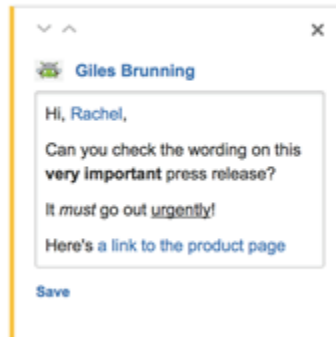 Giles Brunning
Hi, Rachel,
Can you check the wording on this
very important press release?
It must go out urgently!
Here's a link to the product page
Save